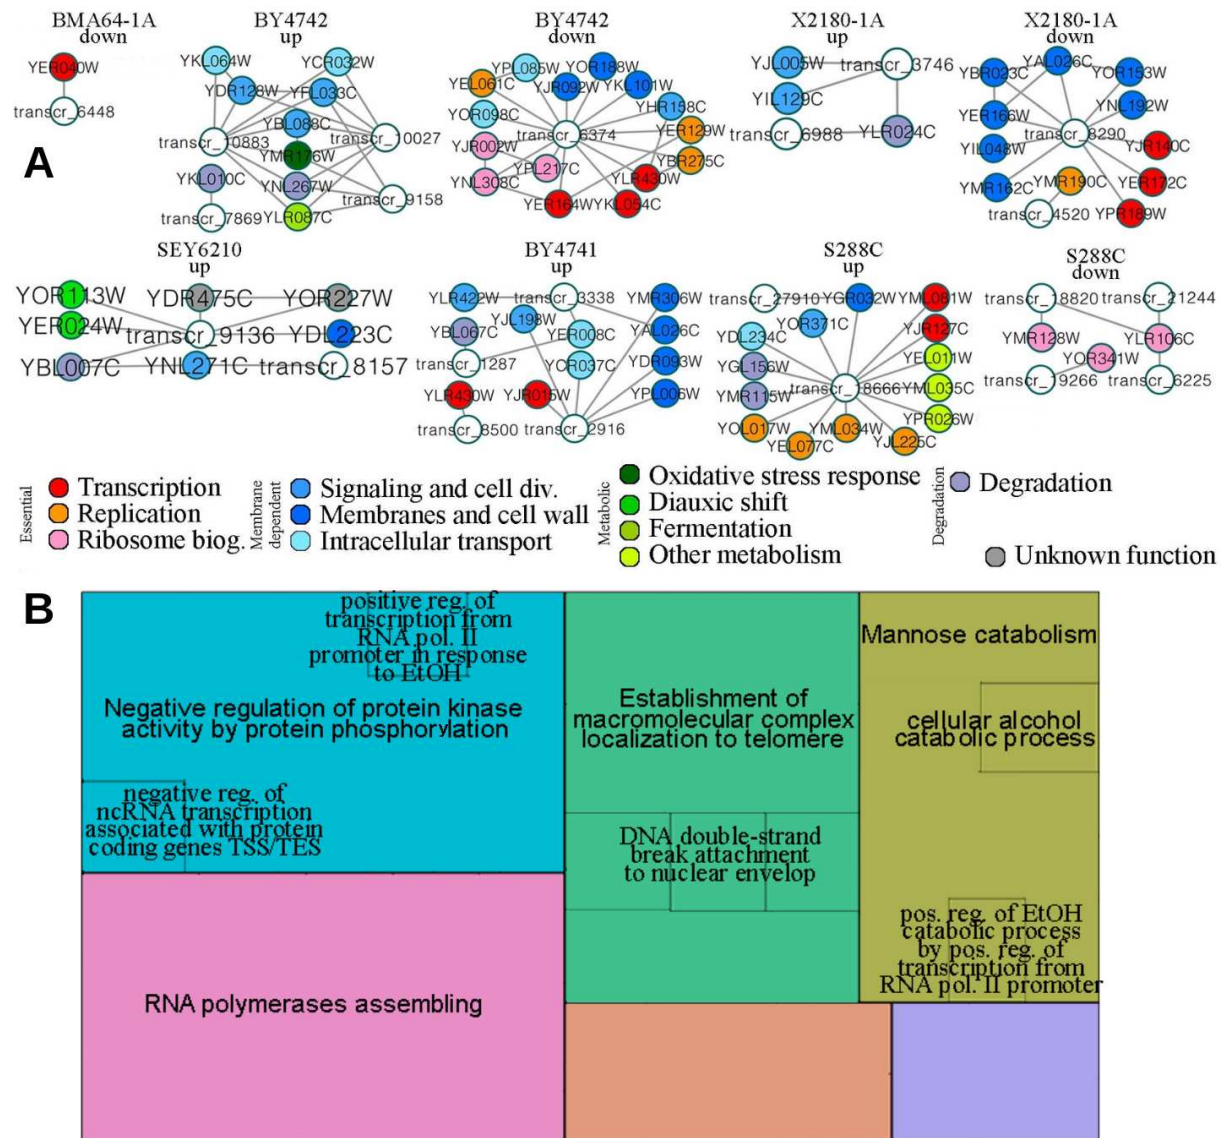 BMA64-1A
down
YER040W
transcr_6448
A
BY4742
up
YKL064W
YCR032W
YDR128W
YFL033C
YBL088C
transcr_10883
transcr_10027
YMR176W
YKL010C
YNL267W
transcr_9158
transcr_7869
YLR087C
BY4742
down
YPL085W
YOR188W
YEL061C
YJR092W
YKL101W
YOR098C
YHR158C
transcr_6374
YER129W
YJR002W
YBR275C
YPL217C
YLR430W
YNL308C
YER164W
YKL054C
X2180-1A
up
YJL005W
transcr_3746
YIL129C
transcr_6988
YLR024C
X2180-1A
down
YBR023C
YAL026C
YOR153W
YER166W
YNL192W
transcr_8290
YIL048W
YJR140C
YMR162C
YMR190C
YER172C
transcr_4520
YPR189W
SEY6210
up
YOR113W
YDR475C
YOR227W
YER024W
transcr_9136
YDL223C
YBL007C
YNL271C
transcr_8157
BY4741
up
YLR422W
transcr_3338
YMR306W
YJL198W
YBL067C
YER008C
YAL026C
transcr_1287
YCR037C
YDR093W
YLR430W
YJR015W
YPL006W
transcr_8500
transcr_2916
S288C
up
transcr_27910
YGR032W
YML081W
YOR371C
YDL234C
YJR127C
YGL156W
YEL011W
YMR115W
transcr_18666
YML035C
YOL017W
YML034W
YPR026W
YEL077C
YJL225C
S288C
down
transcr_18820
transcr_21244
YMR128W
YLR106C
YOR341W
transcr_19266
transcr_6225
Essential
Transcription
Replication
Ribosome biog.
Membrane
dependent
Signaling and cell div.
Membranes and cell wall
Intracellular transport
Metabolic
Oxidative stress response
Diauxic shift
Fermentation
Other metabolism
Degradation
Degradation
Unknown function
B
positive reg. of
transcription from
RNA pol. II
promoter in response
to EtOH
Negative regulation of protein kinase
activity by protein phosphorylation
negative reg. of
ncRNA transcription
associated with protein
coding genes TSS/TES
RNA polymerases assembling
Establishment of
macromolecular complex
localization to telomere
DNA double-strand
break attachment
to nuclear envelop
Mannose catabolism
cellular alcohol
catabolic process
pos. reg. of EtOH
catabolic process
by pos. reg. of
transcription from
RNA pol. II promoter